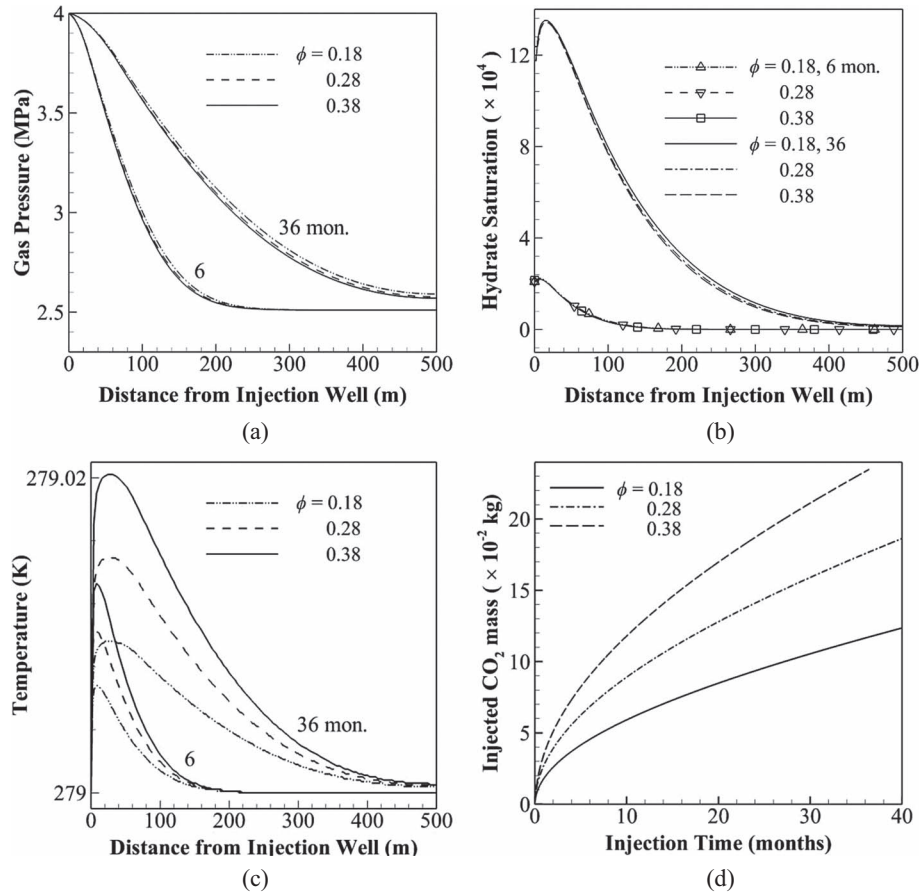 4
3.5
3
2.5
0 100 200 300 400 500
Gas Pressure (MPa)
Distance from Injection Well (m)
ϕ = 0.18
0.28
0.38
36 mon.
6
(a)
12
8
4
0
0 100 200 300 400 500
Hydrate Saturation ( × 10⁴)
Distance from Injection Well (m)
ϕ = 0.18, 6 mon.
0.28
0.38
ϕ = 0.18, 36
0.28
0.38
(b)
279.02
279
0 100 200 300 400 500
Temperature (K)
Distance from Injection Well (m)
ϕ = 0.18
0.28
0.38
36 mon.
6
(c)
20
15
10
5
0
0 10 20 30 40
Injected CO₂ mass ( × 10⁻² kg)
Injection Time (months)
ϕ = 0.18
0.28
0.38
(d)